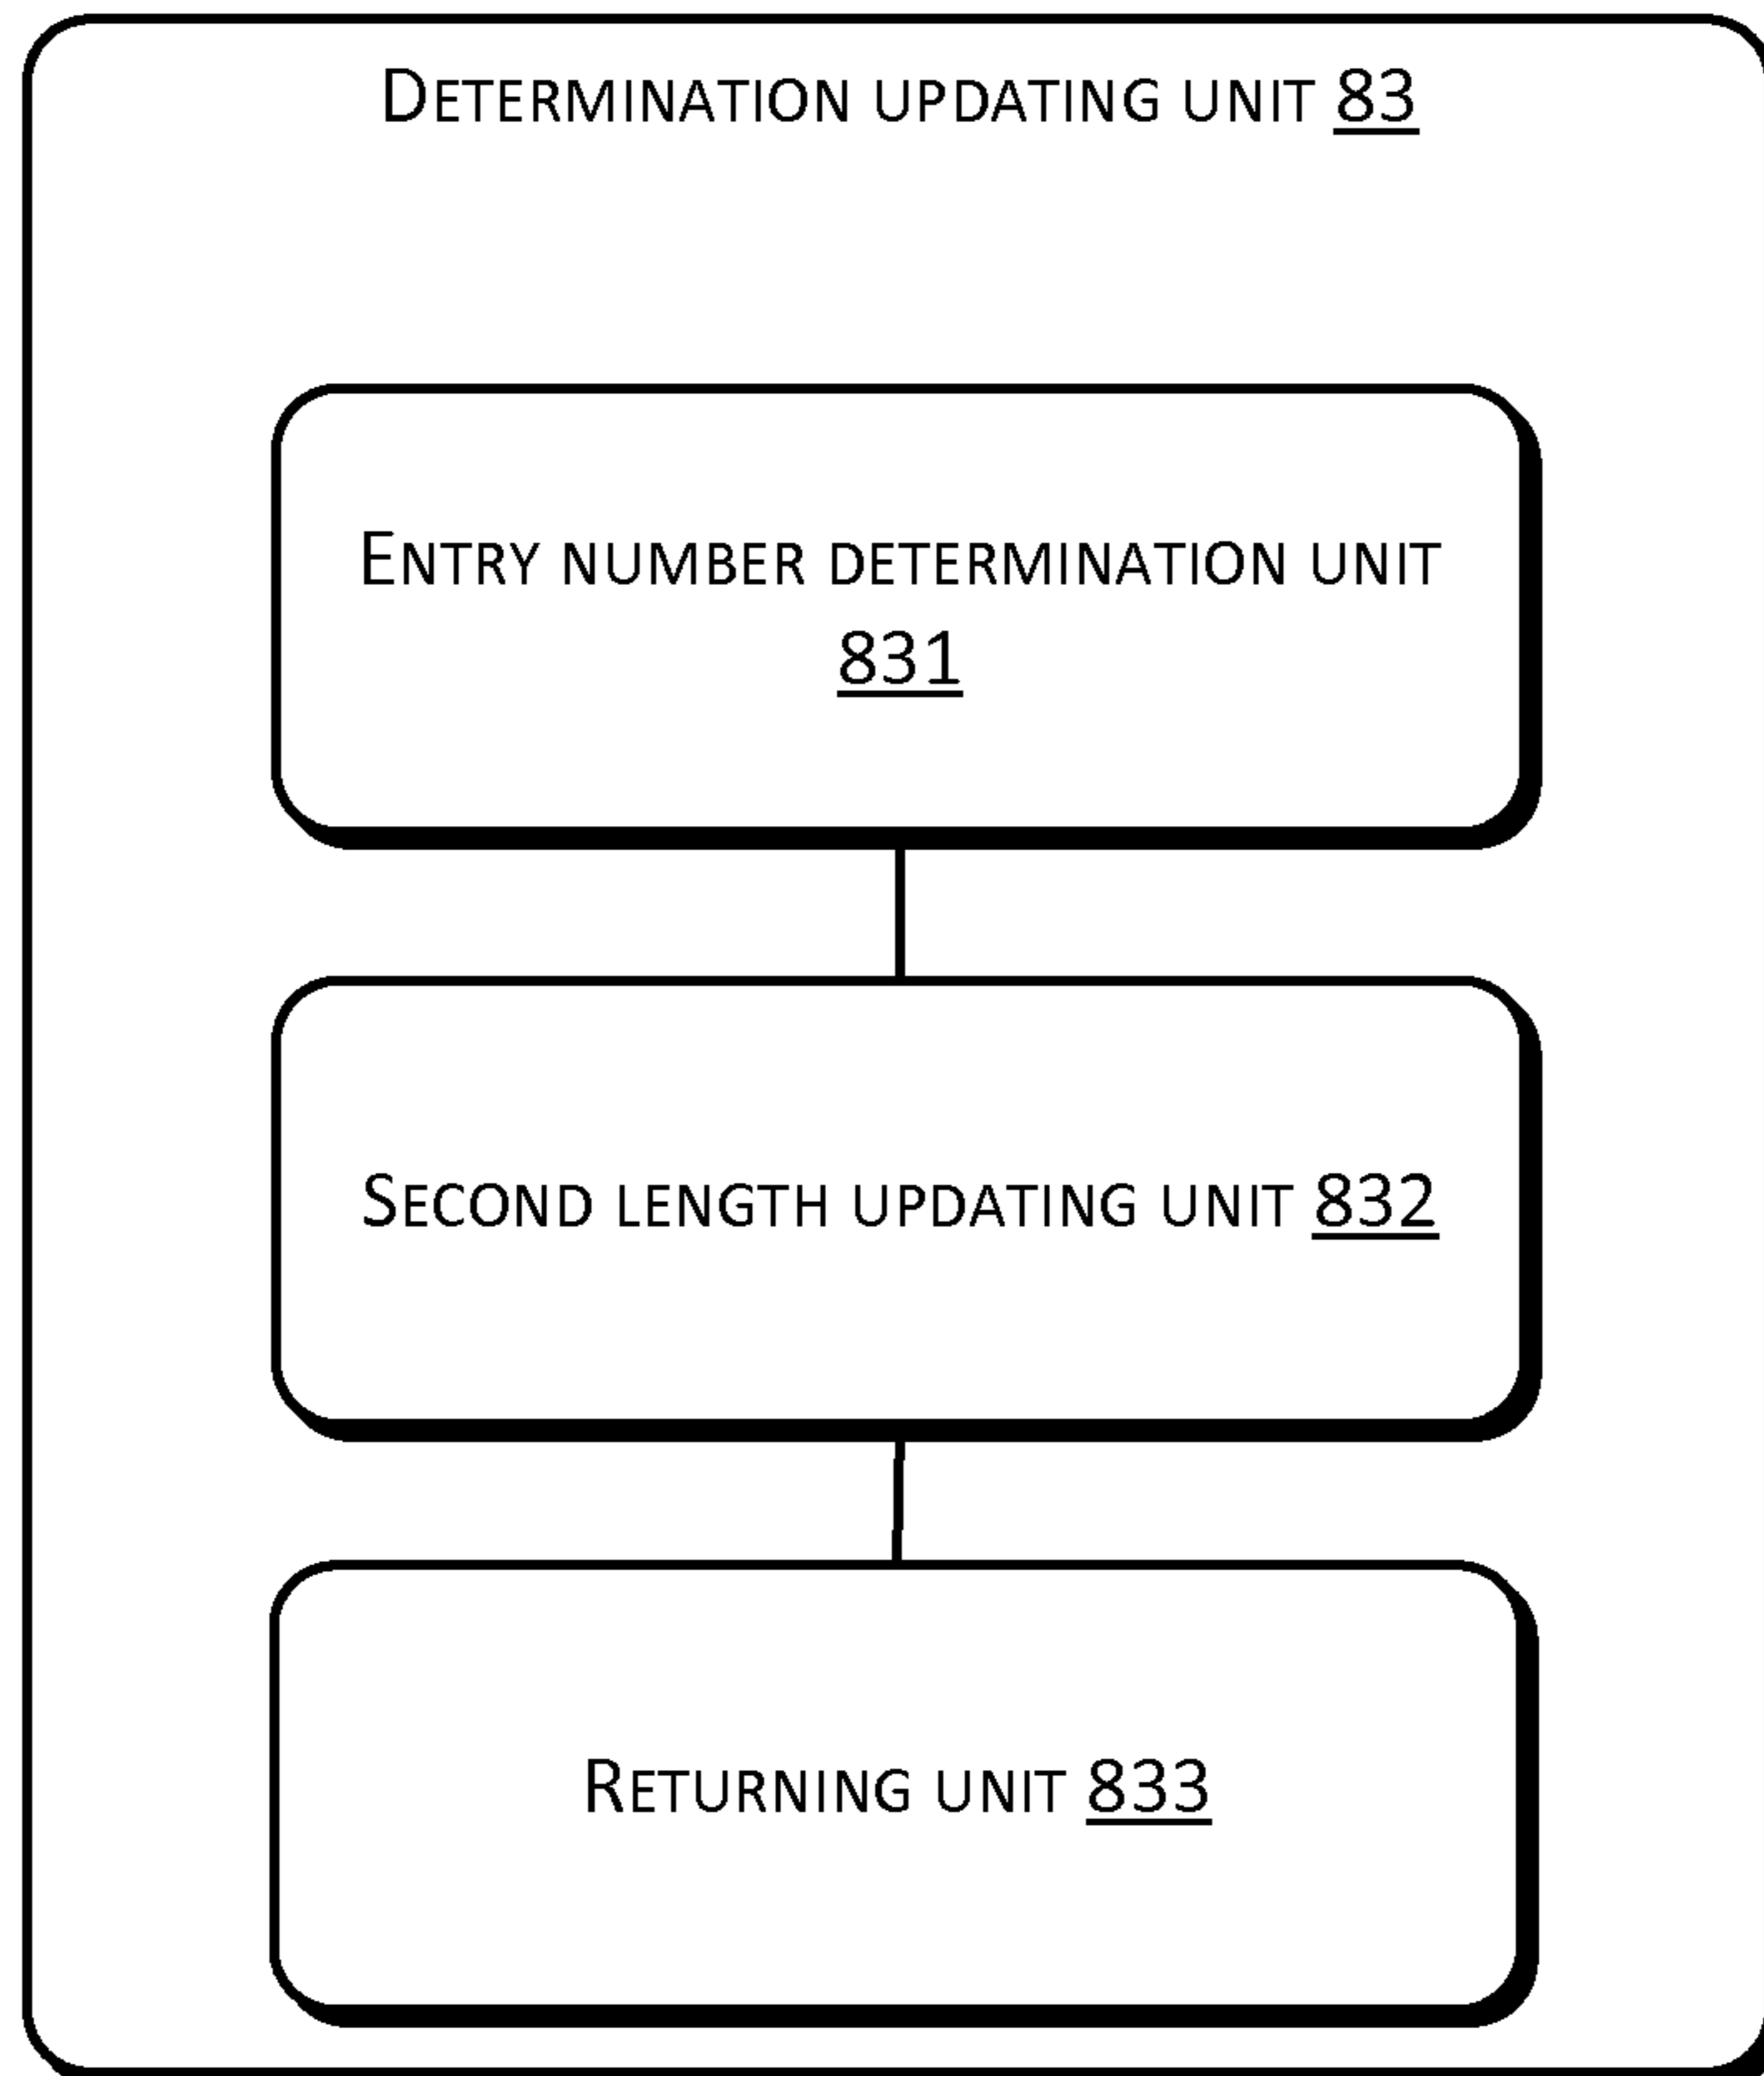 DETERMINATION UPDATING UNIT 83
ENTRY NUMBER DETERMINATION UNIT
831
SECOND LENGTH UPDATING UNIT 832
RETURNING UNIT 833